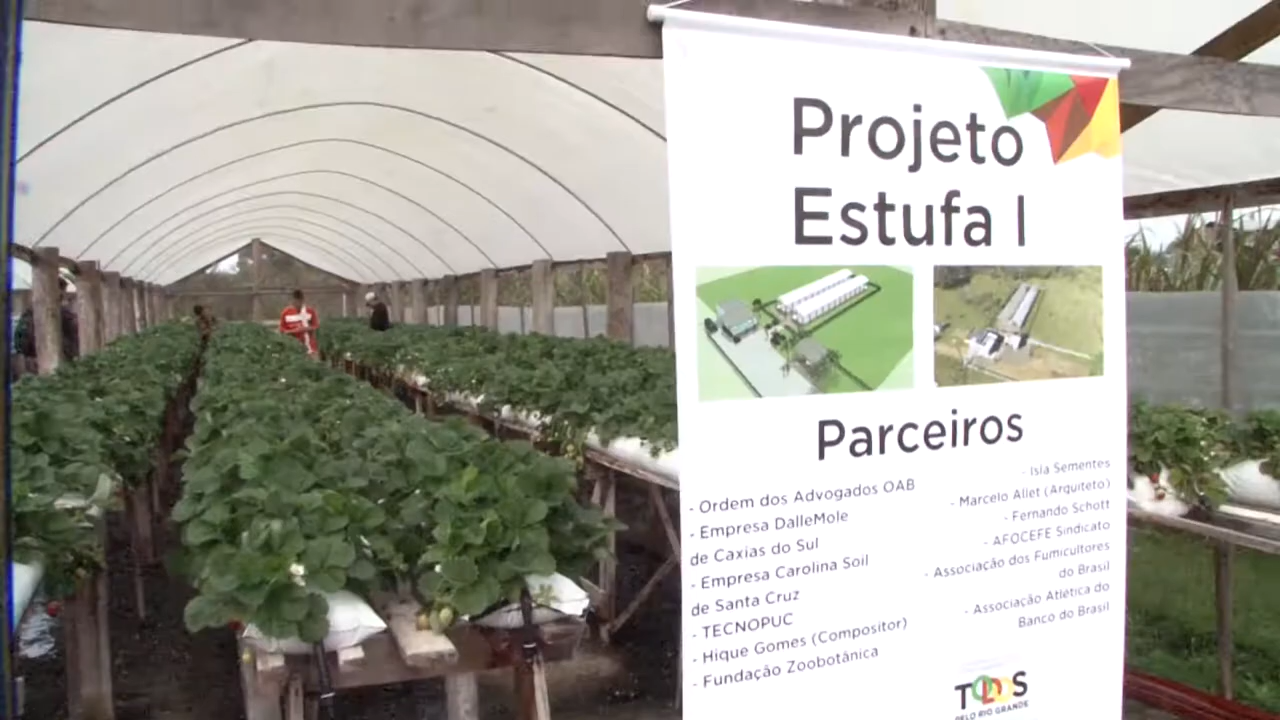 Projeto
Estufa I
Parceiros
- Ordem dos Advogados OAB
- Empresa DalleMole
de Caxias do Sul
- Empresa Carolina Soil
de Santa Cruz
- TECNOPUC
- Hique Gomes (Compositor)
- Fundação Zoobotânica
- Isla Sementes
- Marcelo Allet (Arquiteto)
- Fernando Schott
- AFOCEFE Sindicato
- Associação dos Fumicultores
do Brasil
- Associação Atlética do
Banco do Brasil
TODOS
PELO RIO GRANDE